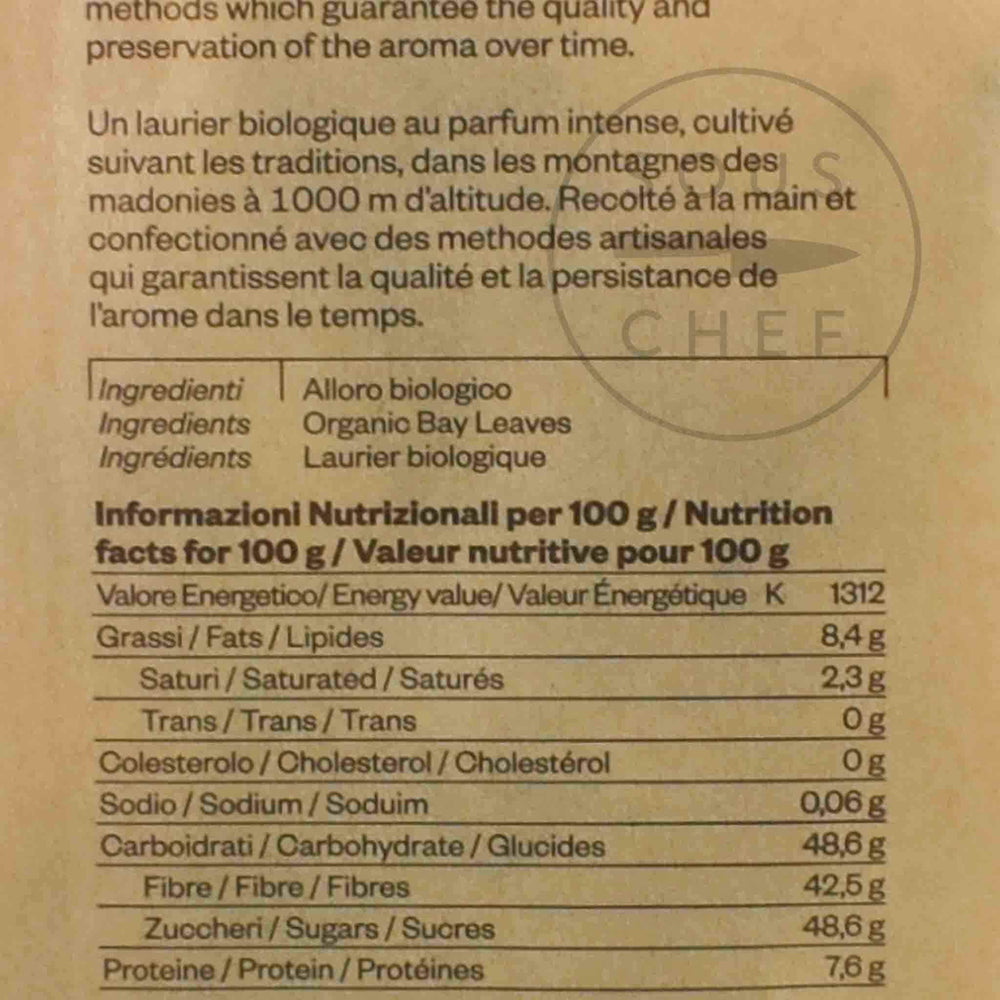 methods which guarantee the quality and
preservation of the aroma over time.
Un laurier biologique au parfum intense, cultivé
suivant les traditions, dans les montagnes des
madonies à 1000 m d'altitude. Recolté à la main et
confectionné avec des methodes artisanales
qui garantissent la qualité et la persistance de
l'arome dans le temps.
SOUS
CHEF
Ingredienti Alloro biologico
Ingredients Organic Bay Leaves
Ingrédients Laurier biologique
Informazioni Nutrizionali per 100 g / Nutrition
facts for 100 g / Valeur nutritive pour 100 g
Valore Energetico/ Energy value/ Valeur Énergétique K 1312
Grassi / Fats / Lipides 8,4 g
Saturi / Saturated / Saturés 2,3 g
Trans / Trans / Trans 0 g
Colesterolo / Cholesterol / Cholestérol 0 g
Sodio / Sodium / Soduim 0,06 g
Carboidrati / Carbohydrate / Glucides 48,6 g
Fibre / Fibre / Fibres 42,5 g
Zuccheri / Sugars / Sucres 48,6 g
Proteine / Protein / Protéines 7,6 g